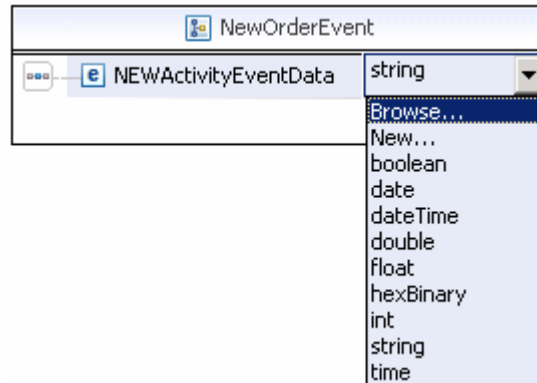 NewOrderEvent
e NEWActivityEventData string
Browse...
New...
boolean
date
dateTime
double
float
hexBinary
int
string
time